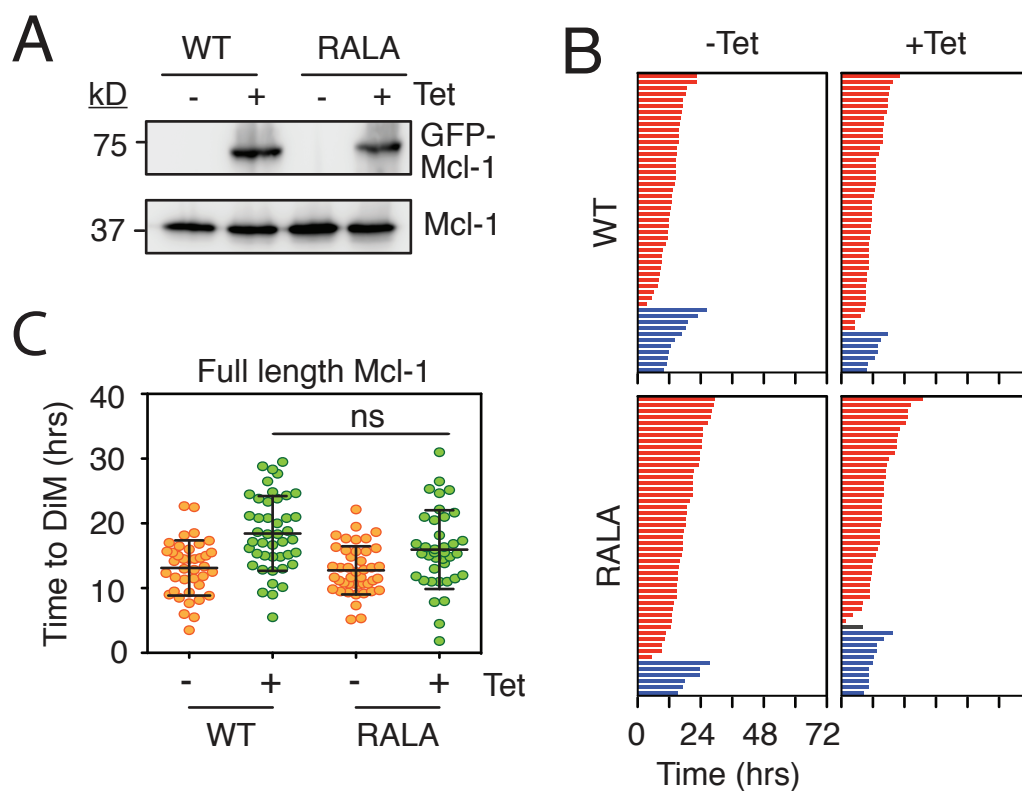 A
WT RALA
kD - + - + Tet
75 GFP-
Mcl-1
37 Mcl-1
B
-Tet +Tet
WT
RALA
0 24 48 72
Time (hrs)
C
Full length Mcl-1
ns
Time to DiM (hrs)
40
30
20
10
0
- + - + Tet
WT RALA